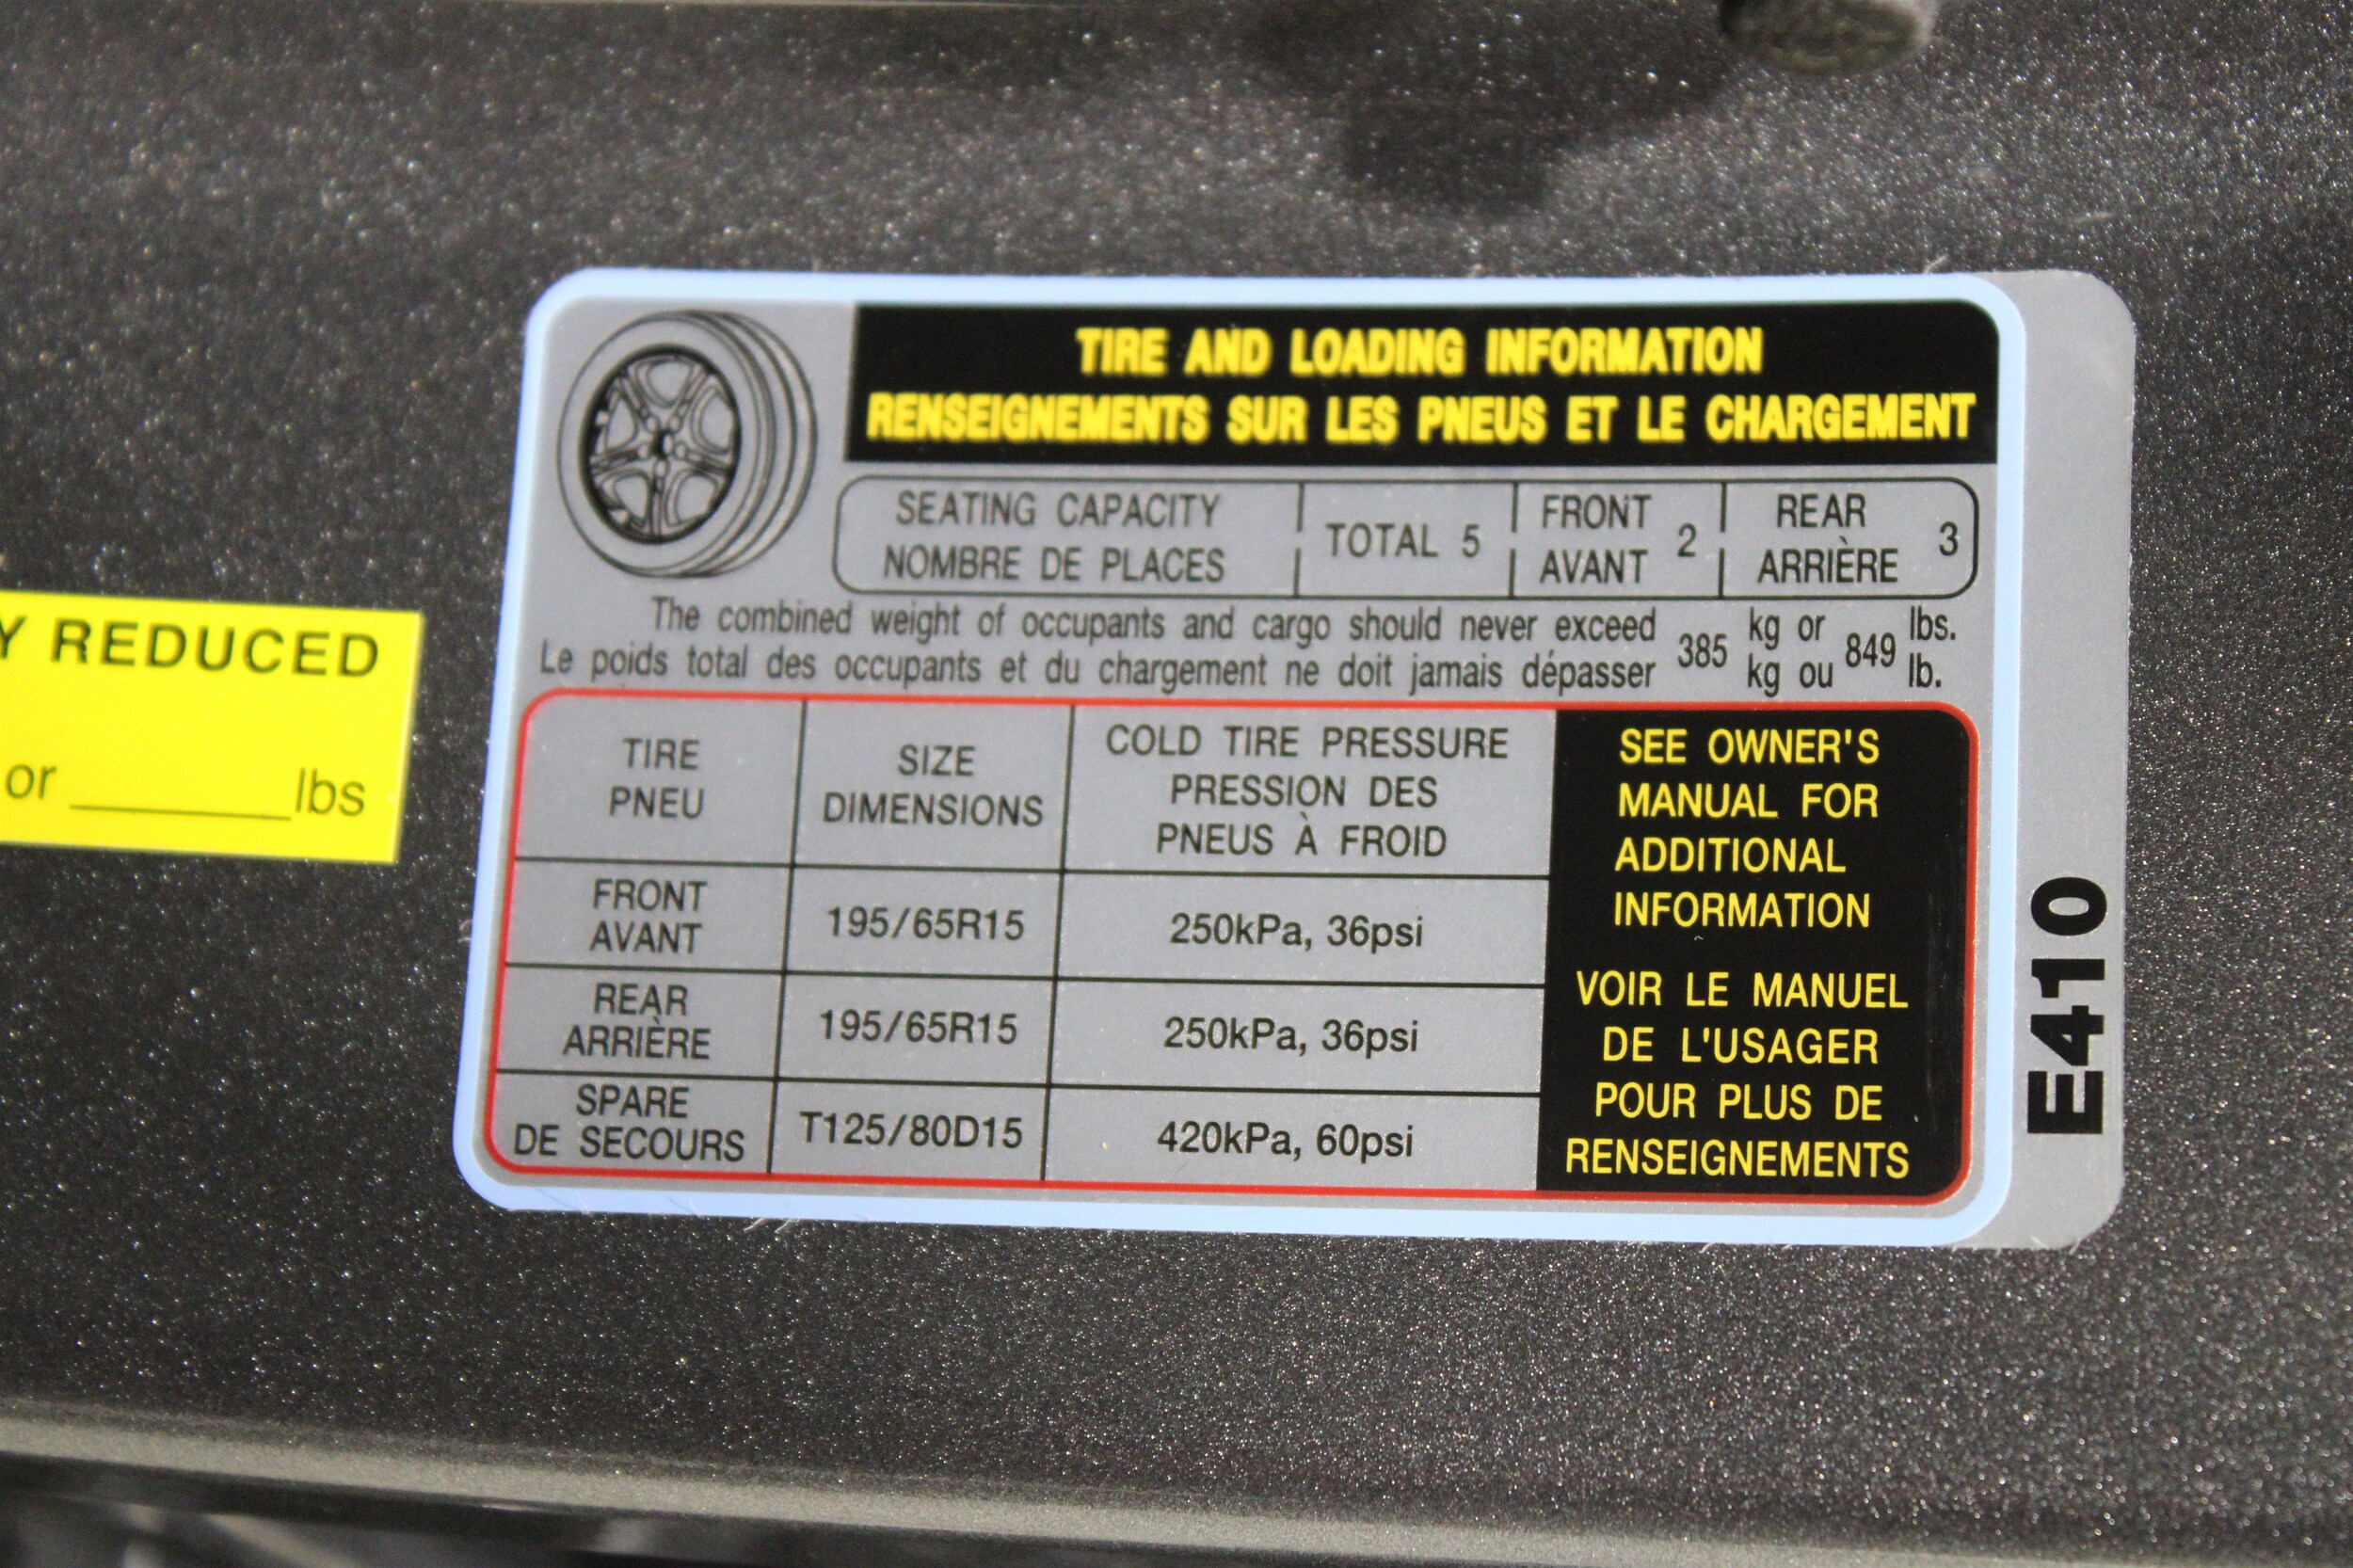 TIRE AND LOADING INFORMATION
RENSEIGNEMENTS SUR LES PNEUS ET LE CHARGEMENT
SEATING CAPACITY
NOMBRE DE PLACES
TOTAL 5
FRONT
AVANT
2
REAR
ARRIÈRE
3
The combined weight of occupants and cargo should never exceed 385 kg or 849 lbs.
Le poids total des occupants et du chargement ne doit jamais dépasser kg ou lb.
TIRE
PNEU
SIZE
DIMENSIONS
COLD TIRE PRESSURE
PRESSION DES
PNEUS À FROID
FRONT
AVANT
195/65R15
250kPa, 36psi
REAR
ARRIÈRE
195/65R15
250kPa, 36psi
SPARE
DE SECOURS
T125/80D15
420kPa, 60psi
SEE OWNER'S
MANUAL FOR
ADDITIONAL
INFORMATION
VOIR LE MANUEL
DE L'USAGER
POUR PLUS DE
RENSEIGNEMENTS
E410
Y REDUCED
or _______lbs